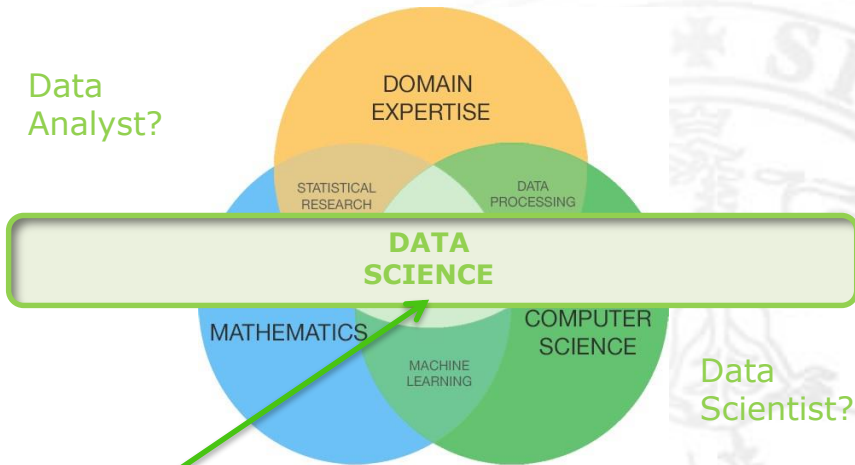 Data
Analyst?
DOMAIN
EXPERTISE
STATISTICAL
RESEARCH
DATA
PROCESSING
DATA
SCIENCE
MATHEMATICS
COMPUTER
SCIENCE
MACHINE
LEARNING
Data
Scientist?